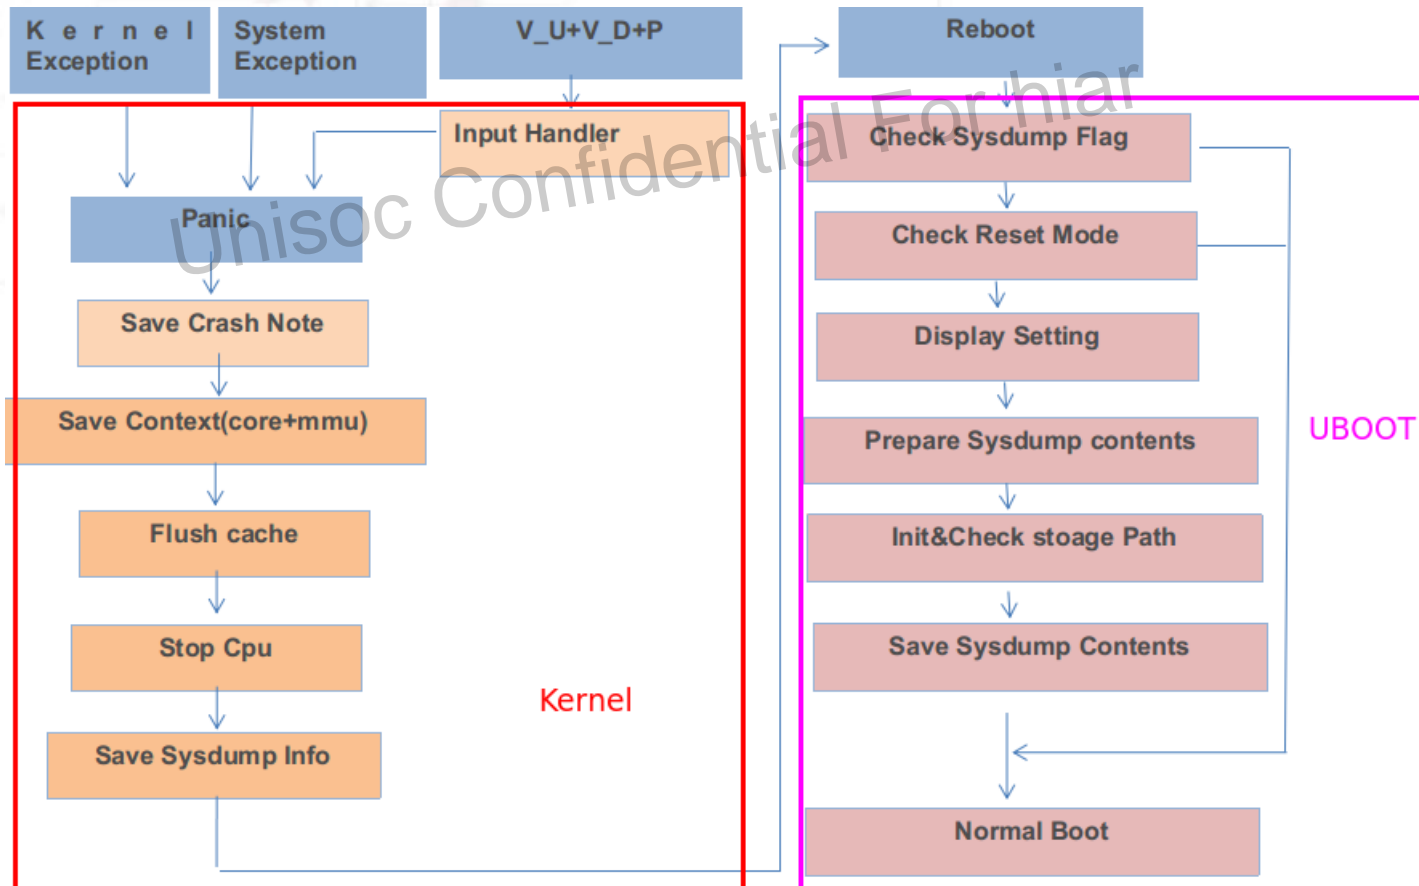 K e r n e l
Exception
System
Exception
V_U+V_D+P
Input Handler
Panic
Save Crash Note
Save Context(core+mmu)
Flush cache
Stop Cpu
Save Sysdump Info
Kernel
Reboot
Check Sysdump Flag
Check Reset Mode
Display Setting
Prepare Sysdump contents
Init&Check stoage Path
Save Sysdump Contents
Normal Boot
UBOOT
Unisoc Confidential For hiar